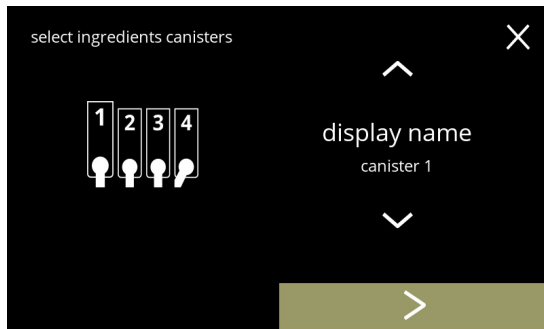 select ingredients canisters
1 2 3 4
display name
canister 1